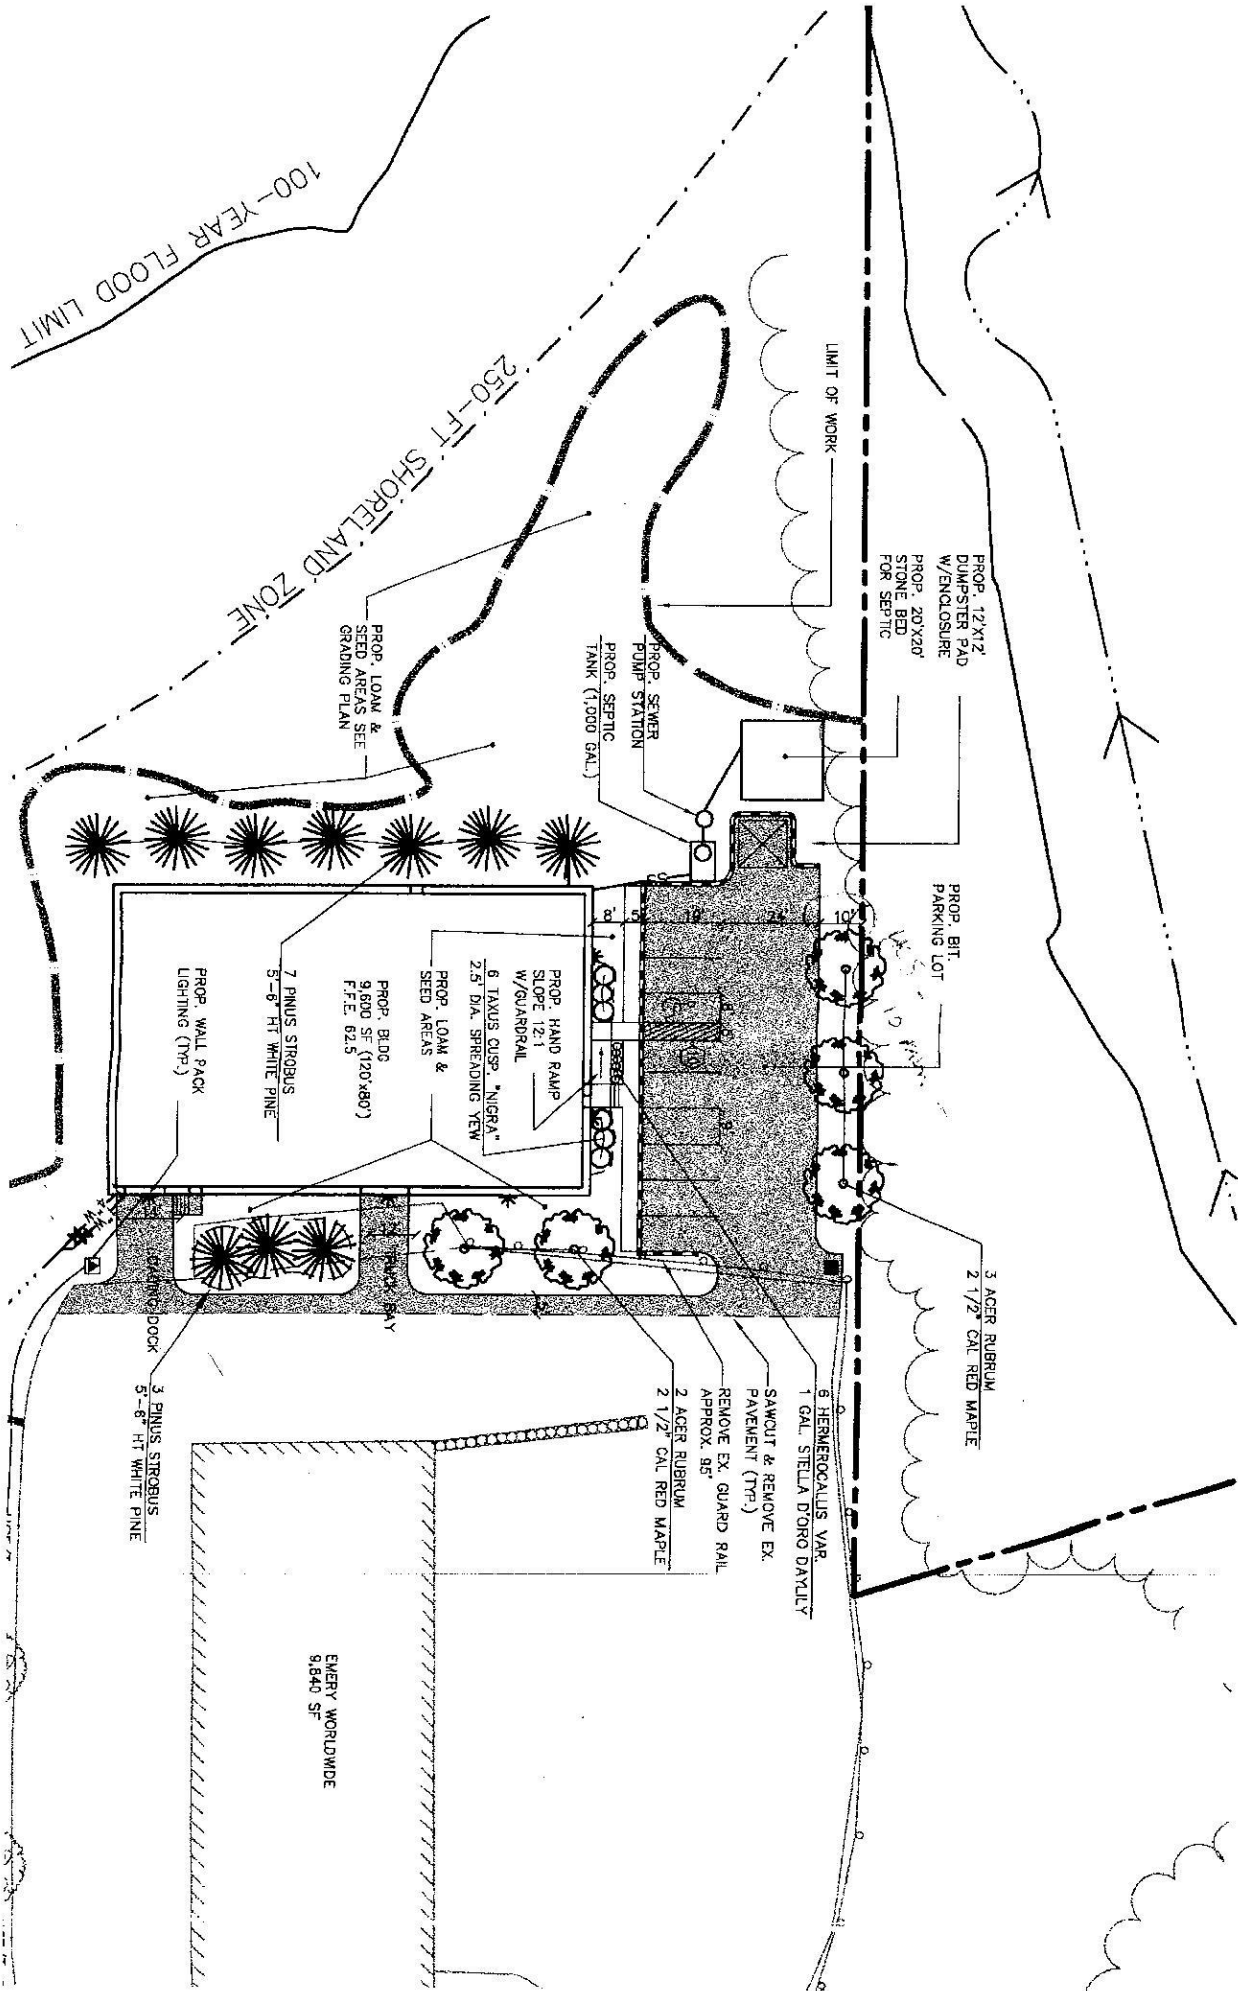 100-YEAR FLOOD LIMIT
250-FT SHORELAND ZONE
LIMIT OF WORK
PROP. 12'X12'
DUMPSTER PAD
W/ENCLOSURE
PROP. 20'X20'
STONE BED
FOR SEPTIC
PROP. SEWER
PUMP STATION
PROP. SEPTIC
TANK (1,000 GAL.)
PROP. LOAM &
SEED AREAS SEE
GRADING PLAN
PROP. BIT.
PARKING LOT
8'
5'
19'
24'
10'
PROP. HAND RAMP
SLOPE 12:1
W/GUARDRAIL
6 TAXUS CUSP. "NIGRA"
2.5' DIA. SPREADING YEW
PROP. LOAM &
SEED AREAS
PROP. BLDG
9,600 SF (120'x80')
F.F.E. 62.5
7 PINUS STROBUS
5'-6" HT WHITE PINE
PROP. WALL PACK
LIGHTING (TYP.)
3 ACER RUBRUM
2 1/2" CAL RED MAPLE
6 HERMEROCALLUS VAR.
1 GAL. STELLA D'ORO DAYLILY
SAWCUT & REMOVE EX.
PAVEMENT (TYP.)
REMOVE EX. GUARD RAIL
APPROX. 95'
2 ACER RUBRUM
2 1/2" CAL RED MAPLE
3 PINUS STROBUS
5'-6" HT WHITE PINE
EMERY WORLDWIDE
9,840 SF